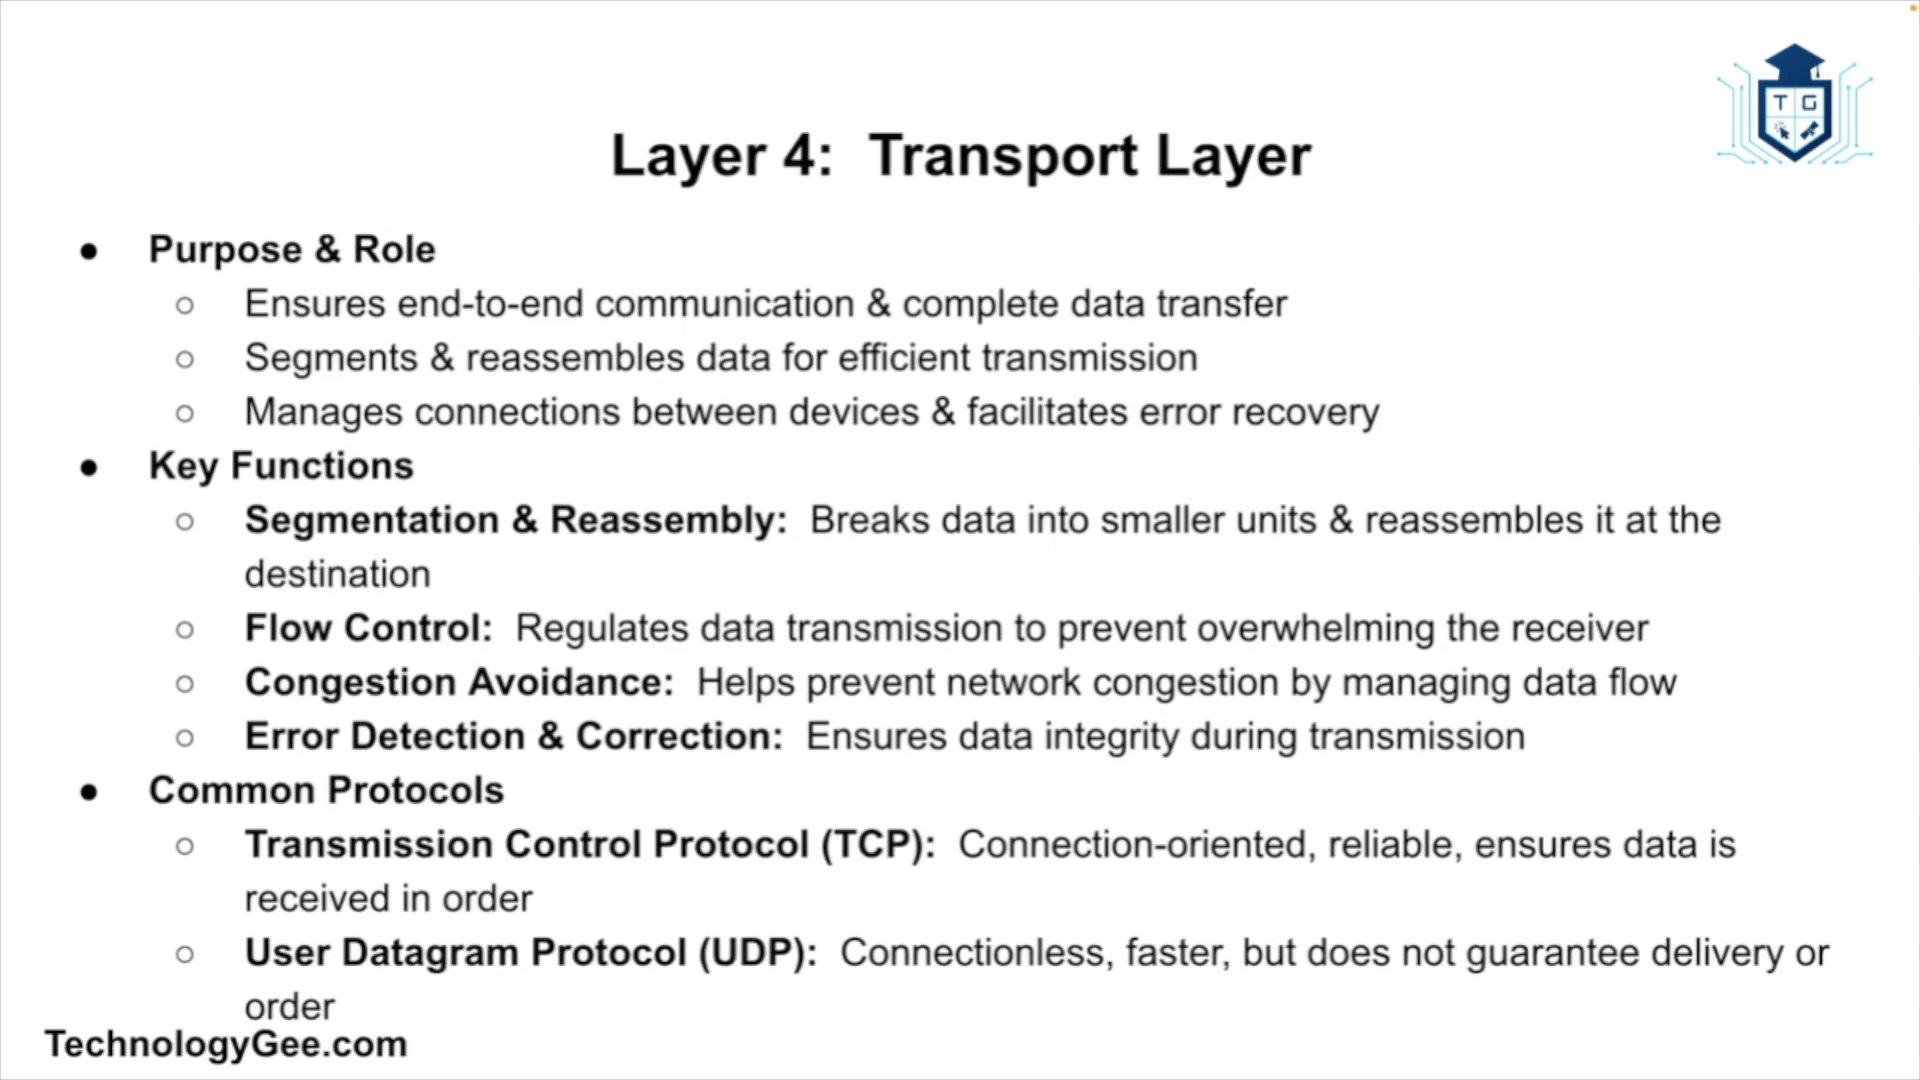 T G
Layer 4:  Transport Layer
● Purpose & Role
○ Ensures end-to-end communication & complete data transfer
○ Segments & reassembles data for efficient transmission
○ Manages connections between devices & facilitates error recovery
● Key Functions
○ Segmentation & Reassembly:  Breaks data into smaller units & reassembles it at the
destination
○ Flow Control:  Regulates data transmission to prevent overwhelming the receiver
○ Congestion Avoidance:  Helps prevent network congestion by managing data flow
○ Error Detection & Correction:  Ensures data integrity during transmission
● Common Protocols
○ Transmission Control Protocol (TCP):  Connection-oriented, reliable, ensures data is
received in order
○ User Datagram Protocol (UDP):  Connectionless, faster, but does not guarantee delivery or
order
TechnologyGee.com